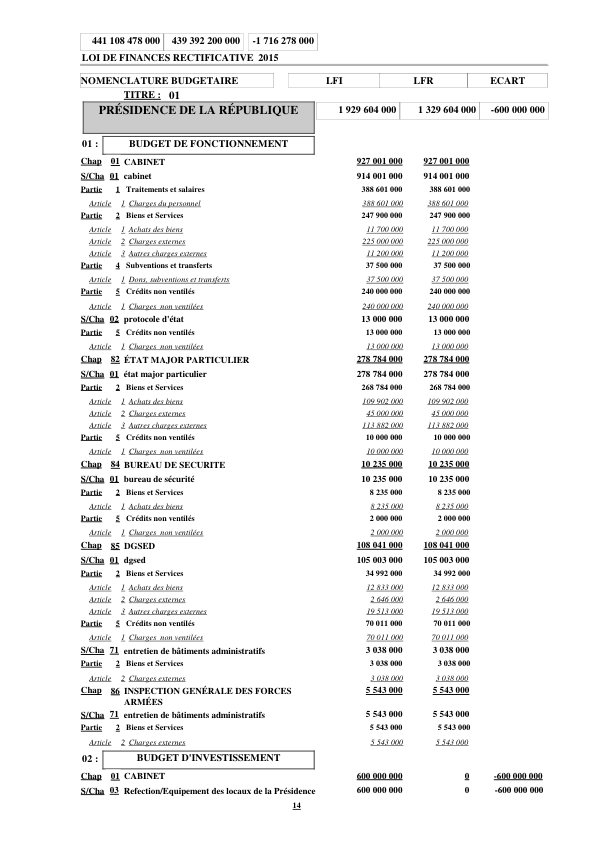 441 108 478 000 439 392 200 000 -1 716 278 000
LOI DE FINANCES RECTIFICATIVE 2015
NOMENCLATURE BUDGETAIRE LFI LFR ECART
TITRE : 01
PRÉSIDENCE DE LA RÉPUBLIQUE 1 929 604 000 1 329 604 000 -600 000 000
01 : BUDGET DE FONCTIONNEMENT
Chap 01 CABINET 927 001 000 927 001 000
S/Cha 01 cabinet 914 001 000 914 001 000
Partie 1 Traitements et salaires 388 601 000 388 601 000
Article 1 Charges du personnel 388 601 000 388 601 000
Partie 2 Biens et Services 247 900 000 247 900 000
Article 1 Achats des biens 11 700 000 11 700 000
Article 2 Charges externes 225 000 000 225 000 000
Article 3 Autres charges externes 11 200 000 11 200 000
Partie 4 Subventions et transferts 37 500 000 37 500 000
Article 1 Dons, subventions et transferts 37 500 000 37 500 000
Partie 5 Crédits non ventilés 240 000 000 240 000 000
Article 1 Charges non ventilées 240 000 000 240 000 000
S/Cha 02 protocole d'état 13 000 000 13 000 000
Partie 5 Crédits non ventilés 13 000 000 13 000 000
Article 1 Charges non ventilées 13 000 000 13 000 000
Chap 82 ÉTAT MAJOR PARTICULIER 278 784 000 278 784 000
S/Cha 01 état major particulier 278 784 000 278 784 000
Partie 2 Biens et Services 268 784 000 268 784 000
Article 1 Achats des biens 109 902 000 109 902 000
Article 2 Charges externes 45 000 000 45 000 000
Article 3 Autres charges externes 113 882 000 113 882 000
Partie 5 Crédits non ventilés 10 000 000 10 000 000
Article 1 Charges non ventilées 10 000 000 10 000 000
Chap 84 BUREAU DE SECURITE 10 235 000 10 235 000
S/Cha 01 bureau de sécurité 10 235 000 10 235 000
Partie 2 Biens et Services 8 235 000 8 235 000
Article 1 Achats des biens 8 235 000 8 235 000
Partie 5 Crédits non ventilés 2 000 000 2 000 000
Article 1 Charges non ventilées 2 000 000 2 000 000
Chap 85 DGSED 108 041 000 108 041 000
S/Cha 01 dgsed 105 003 000 105 003 000
Partie 2 Biens et Services 34 992 000 34 992 000
Article 1 Achats des biens 12 833 000 12 833 000
Article 2 Charges externes 2 646 000 2 646 000
Article 3 Autres charges externes 19 513 000 19 513 000
Partie 5 Crédits non ventilés 70 011 000 70 011 000
Article 1 Charges non ventilées 70 011 000 70 011 000
S/Cha 71 entretien de bâtiments administratifs 3 038 000 3 038 000
Partie 2 Biens et Services 3 038 000 3 038 000
Article 2 Charges externes 3 038 000 3 038 000
Chap 86 INSPECTION GENÉRALE DES FORCES 5 543 000 5 543 000
ARMÉES
S/Cha 71 entretien de bâtiments administratifs 5 543 000 5 543 000
Partie 2 Biens et Services 5 543 000 5 543 000
Article 2 Charges externes 5 543 000 5 543 000
02 : BUDGET D'INVESTISSEMENT
Chap 01 CABINET 600 000 000 0 -600 000 000
S/Cha 03 Refection/Equipement des locaux de la Présidence 600 000 000 0 -600 000 000
14